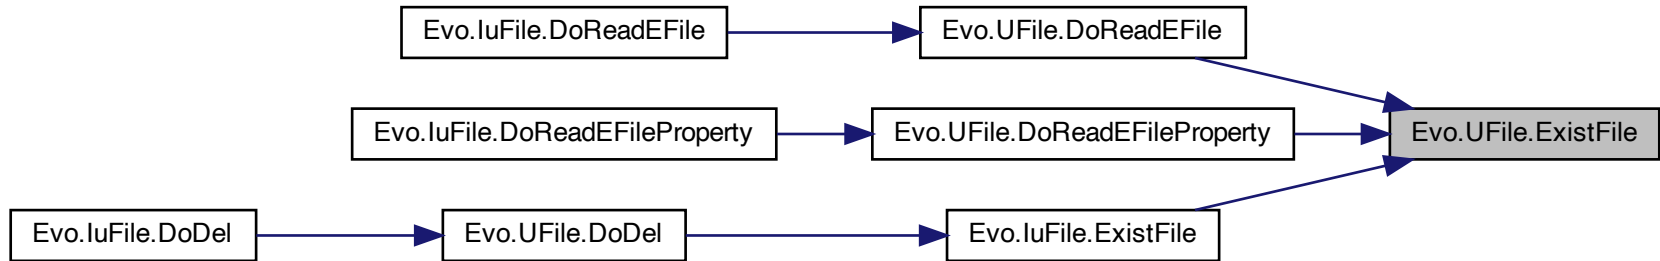 Evo.IuFile.DoReadEFile
Evo.UFile.DoReadEFile
Evo.IuFile.DoReadEFileProperty
Evo.UFile.DoReadEFileProperty
Evo.UFile.ExistFile
Evo.IuFile.DoDel
Evo.UFile.DoDel
Evo.IuFile.ExistFile